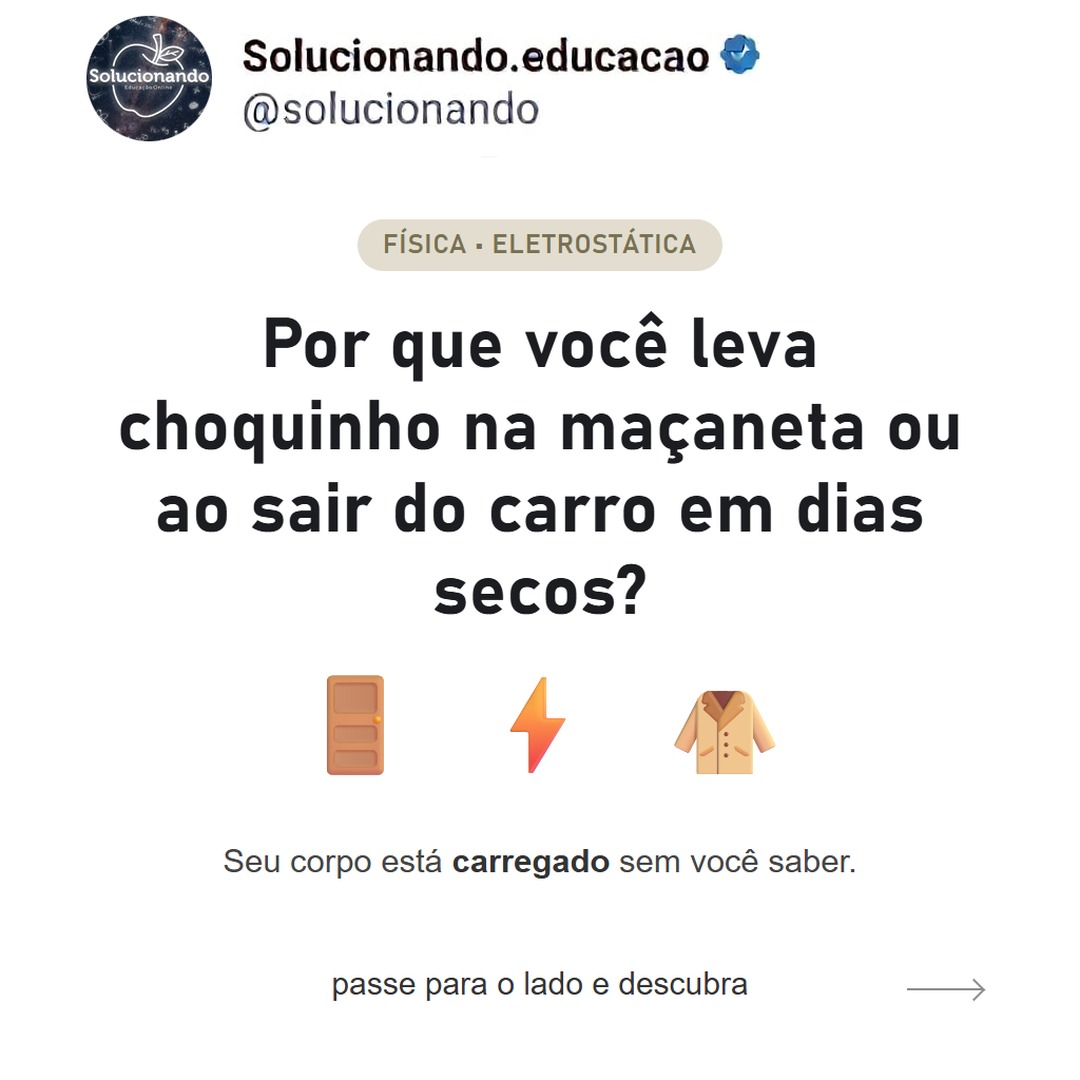 Solucionando
Educação Online
Solucionando.educacao
@solucionando
FÍSICA • ELETROSTÁTICA
Por que você leva
choquinho na maçaneta ou
ao sair do carro em dias
secos?
Seu corpo está carregado sem você saber.
passe para o lado e descubra